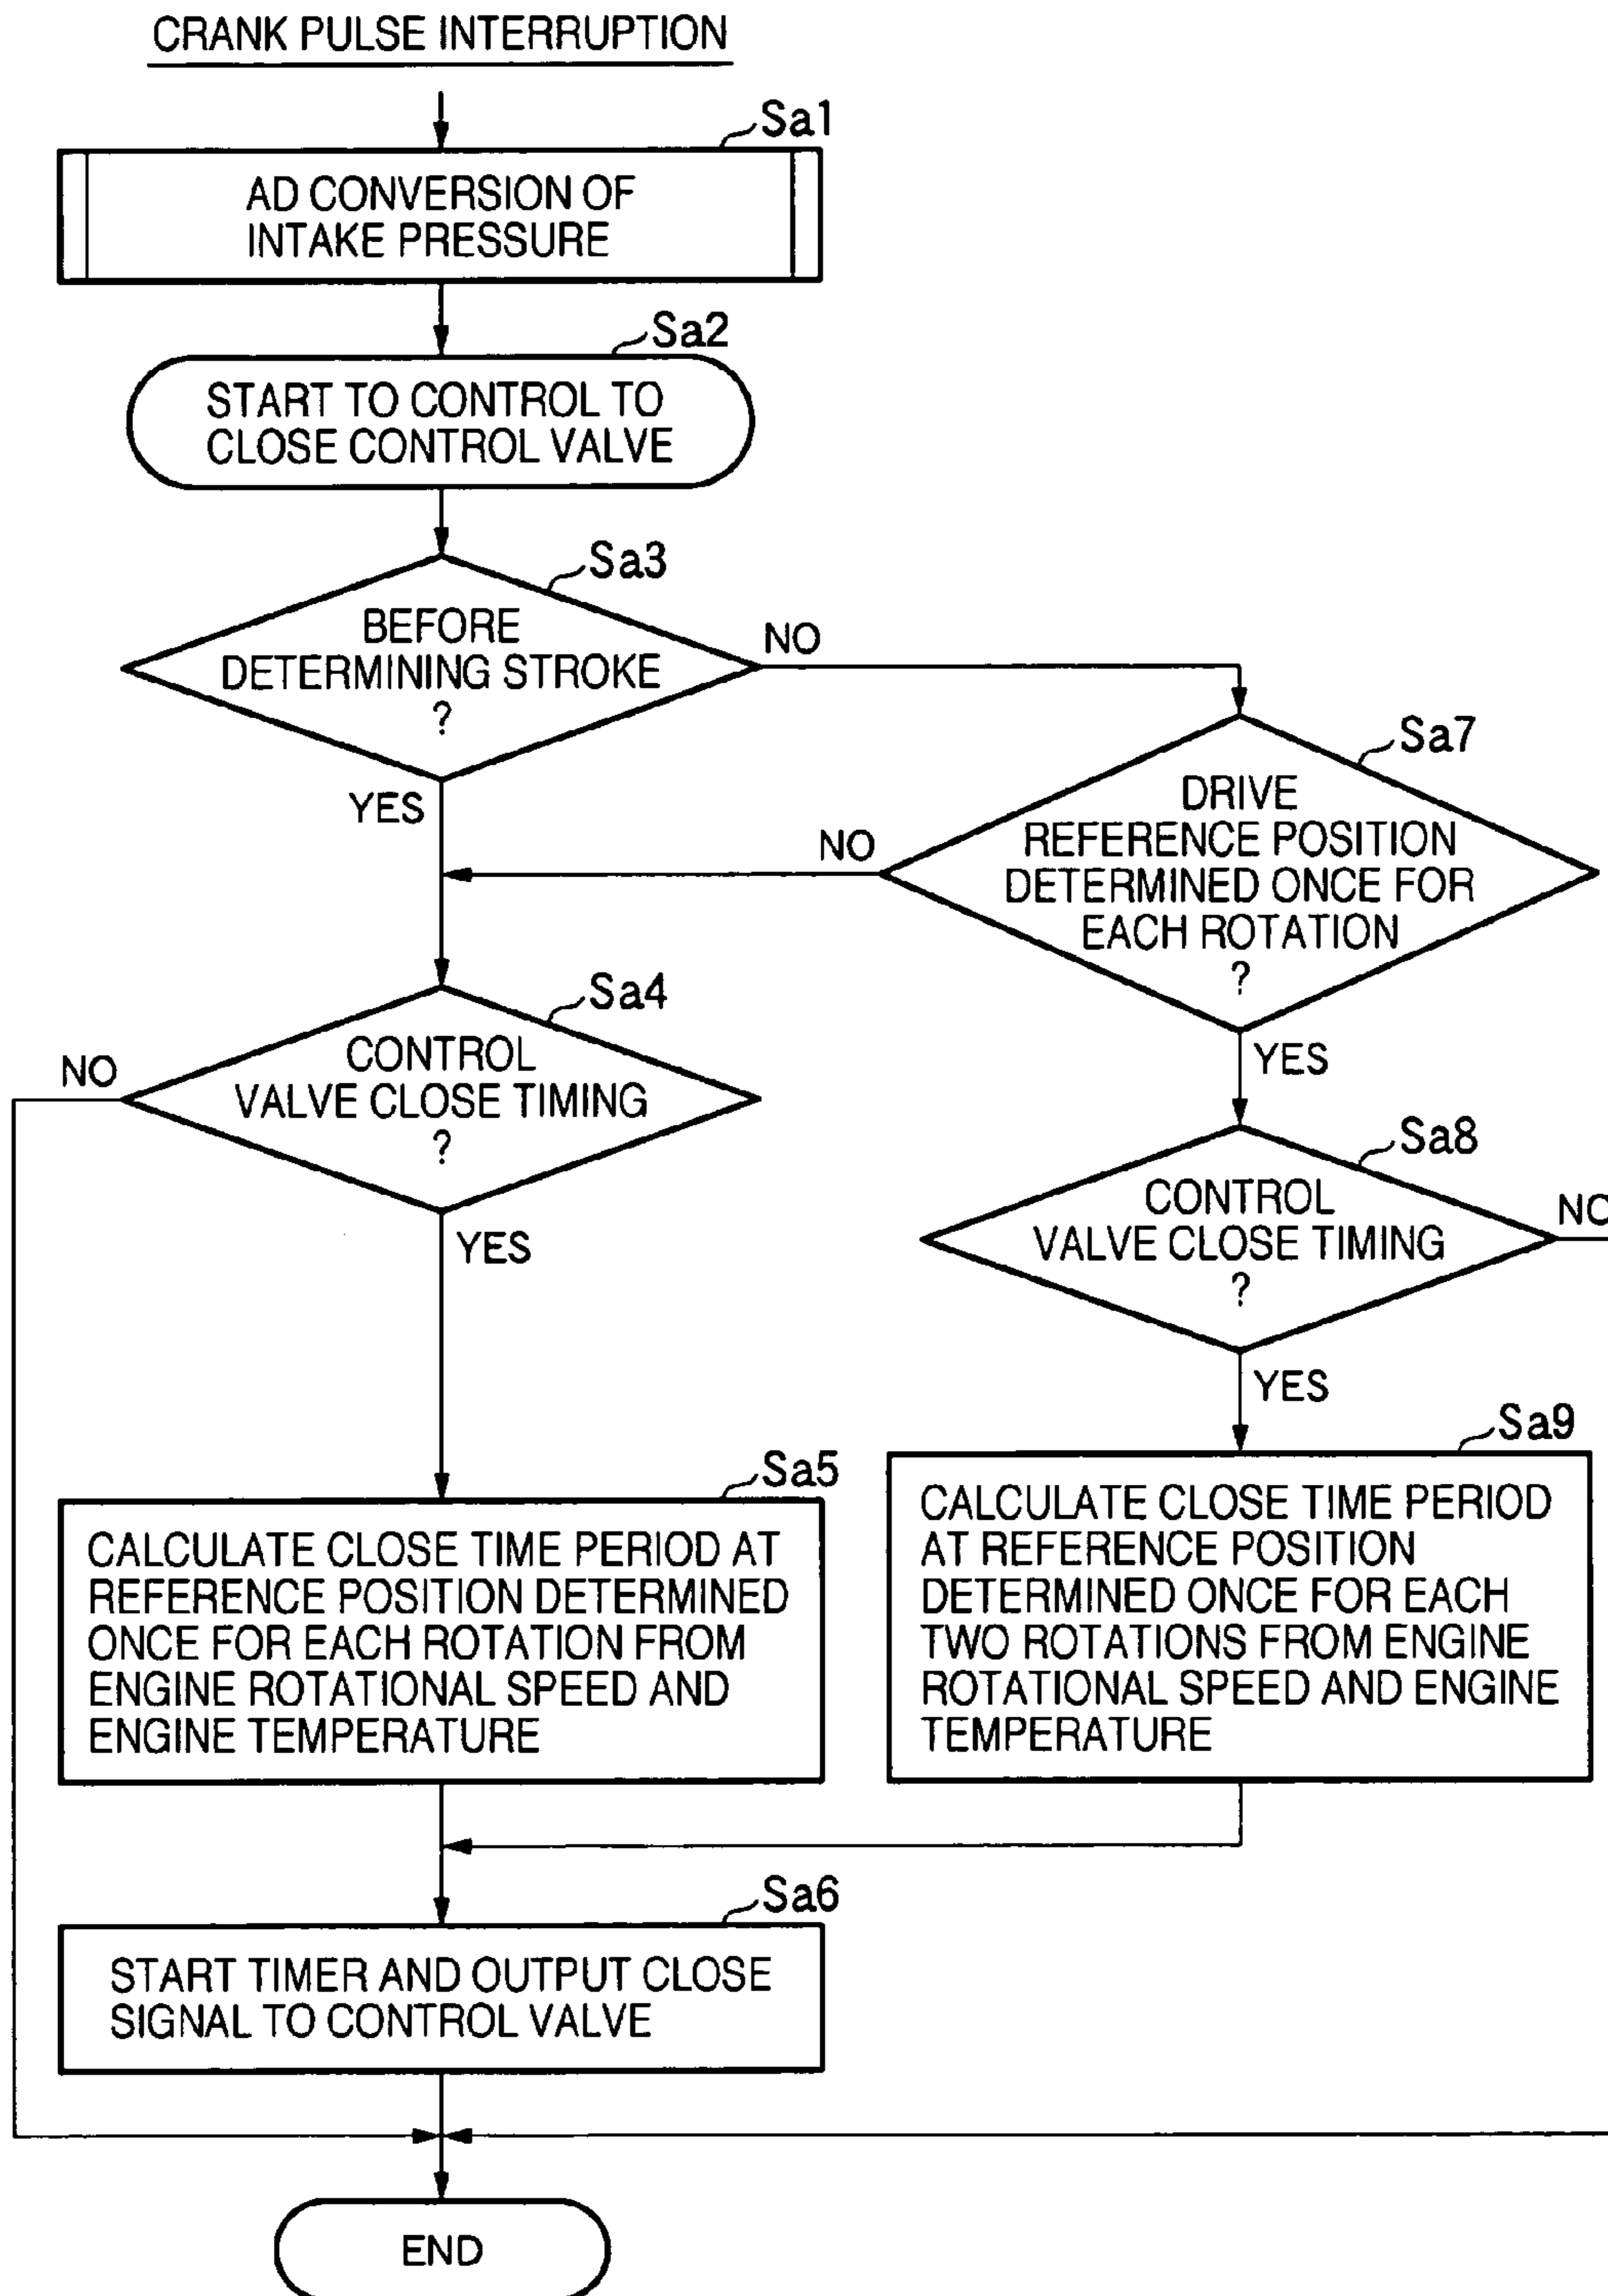 CRANK PULSE INTERRUPTION
Sa1
AD CONVERSION OF
INTAKE PRESSURE
Sa2
START TO CONTROL TO
CLOSE CONTROL VALVE
Sa3
BEFORE
DETERMINING STROKE
?
NO
YES
Sa7
DRIVE
REFERENCE POSITION
DETERMINED ONCE FOR
EACH ROTATION
?
NO
YES
Sa4
CONTROL
VALVE CLOSE TIMING
?
NO
YES
Sa8
CONTROL
VALVE CLOSE TIMING
?
NO
YES
Sa5
CALCULATE CLOSE TIME PERIOD AT
REFERENCE POSITION DETERMINED
ONCE FOR EACH ROTATION FROM
ENGINE ROTATIONAL SPEED AND
ENGINE TEMPERATURE
Sa9
CALCULATE CLOSE TIME PERIOD
AT REFERENCE POSITION
DETERMINED ONCE FOR EACH
TWO ROTATIONS FROM ENGINE
ROTATIONAL SPEED AND ENGINE
TEMPERATURE
Sa6
START TIMER AND OUTPUT CLOSE
SIGNAL TO CONTROL VALVE
END